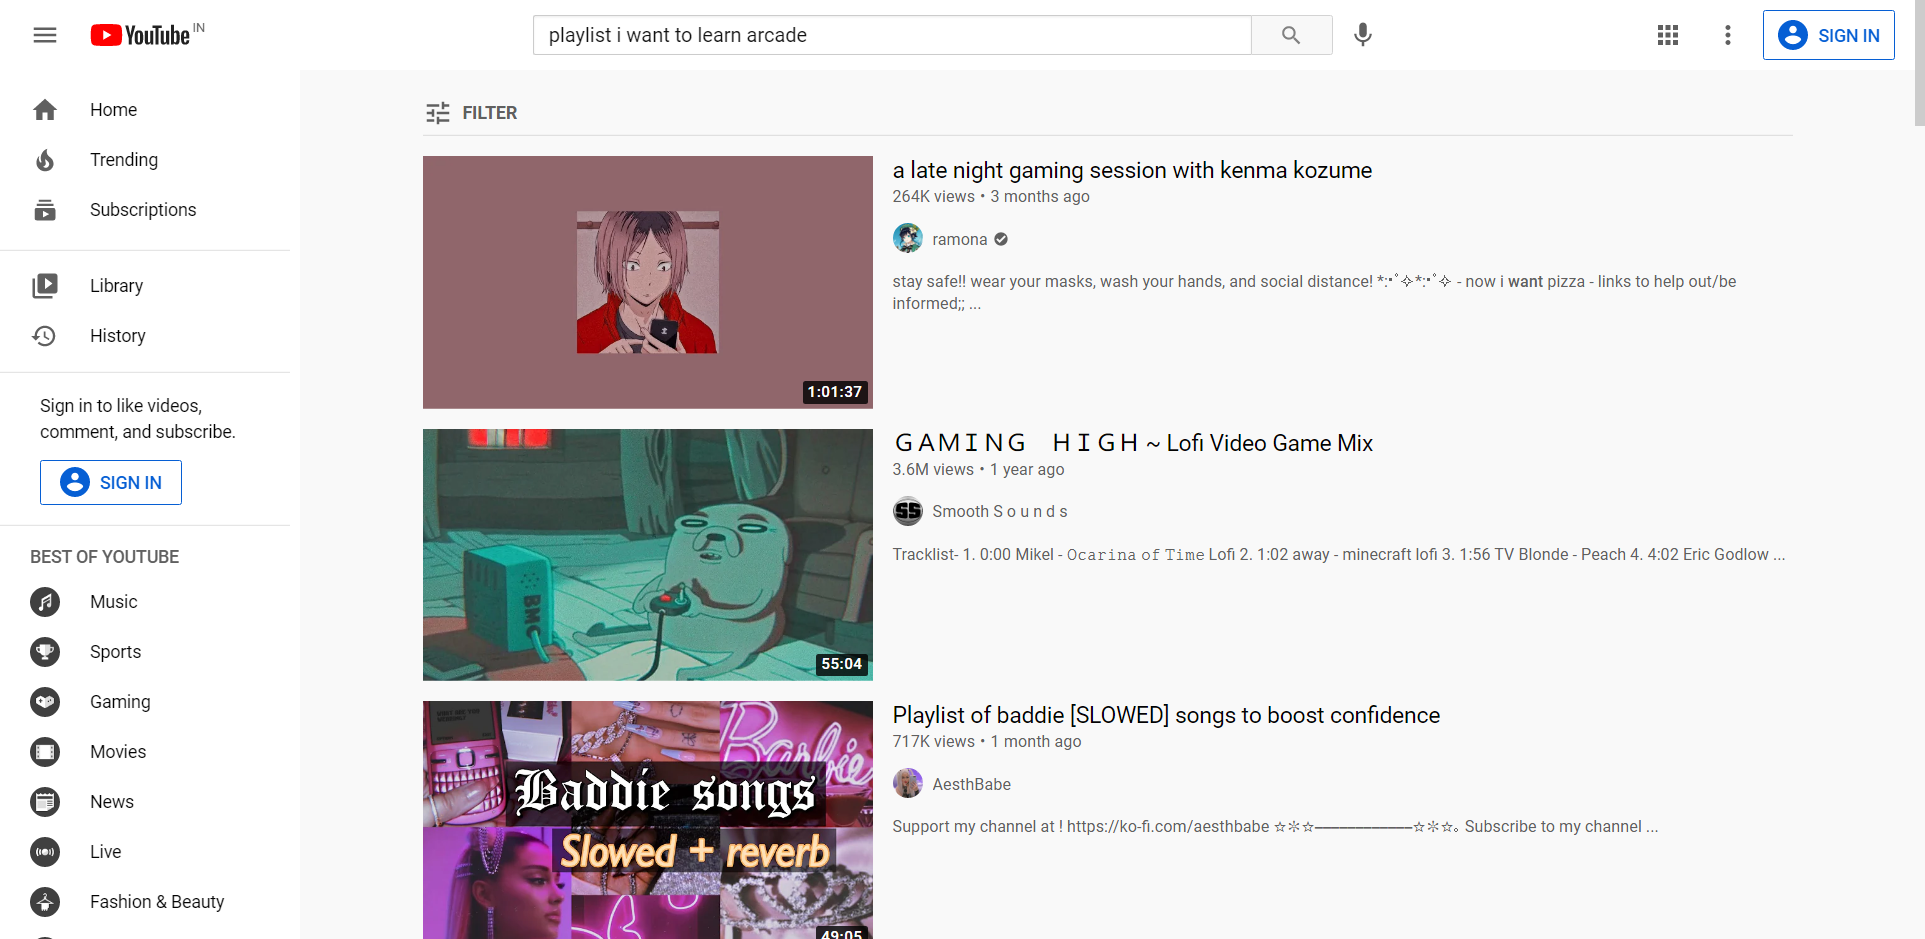 YouTube IN
playlist i want to learn arcade
SIGN IN
Home
Trending
Subscriptions
Library
History
Sign in to like videos,
comment, and subscribe.
SIGN IN
BEST OF YOUTUBE
Music
Sports
Gaming
Movies
News
Live
Fashion & Beauty
FILTER
1:01:37
a late night gaming session with kenma kozume
264K views • 3 months ago
ramona
stay safe!! wear your masks, wash your hands, and social distance! *:･ﾟ✧*:･ﾟ✧ - now i want pizza - links to help out/be
informed;; ...
BMO
55:04
ＧＡＭＩＮＧ　ＨＩＧＨ ~ Lofi Video Game Mix
3.6M views • 1 year ago
SS
Smooth S o u n d s
Tracklist- 1. 0:00 Mikel - 𝙾𝚌𝚊𝚛𝚒𝚗𝚊 𝚘𝚏 𝚃𝚒𝚖𝚎 Lofi 2. 1:02 away - minecraft lofi 3. 1:56 TV Blonde - Peach 4. 4:02 Eric Godlow ...
Barbie
Baddie songs
Slowed + reverb
49:05
Playlist of baddie [SLOWED] songs to boost confidence
717K views • 1 month ago
AesthBabe
Support my channel at ! https://ko-fi.com/aesthbabe ☆✼☆━━━━━━━━━━☆✼☆｡ Subscribe to my channel ...